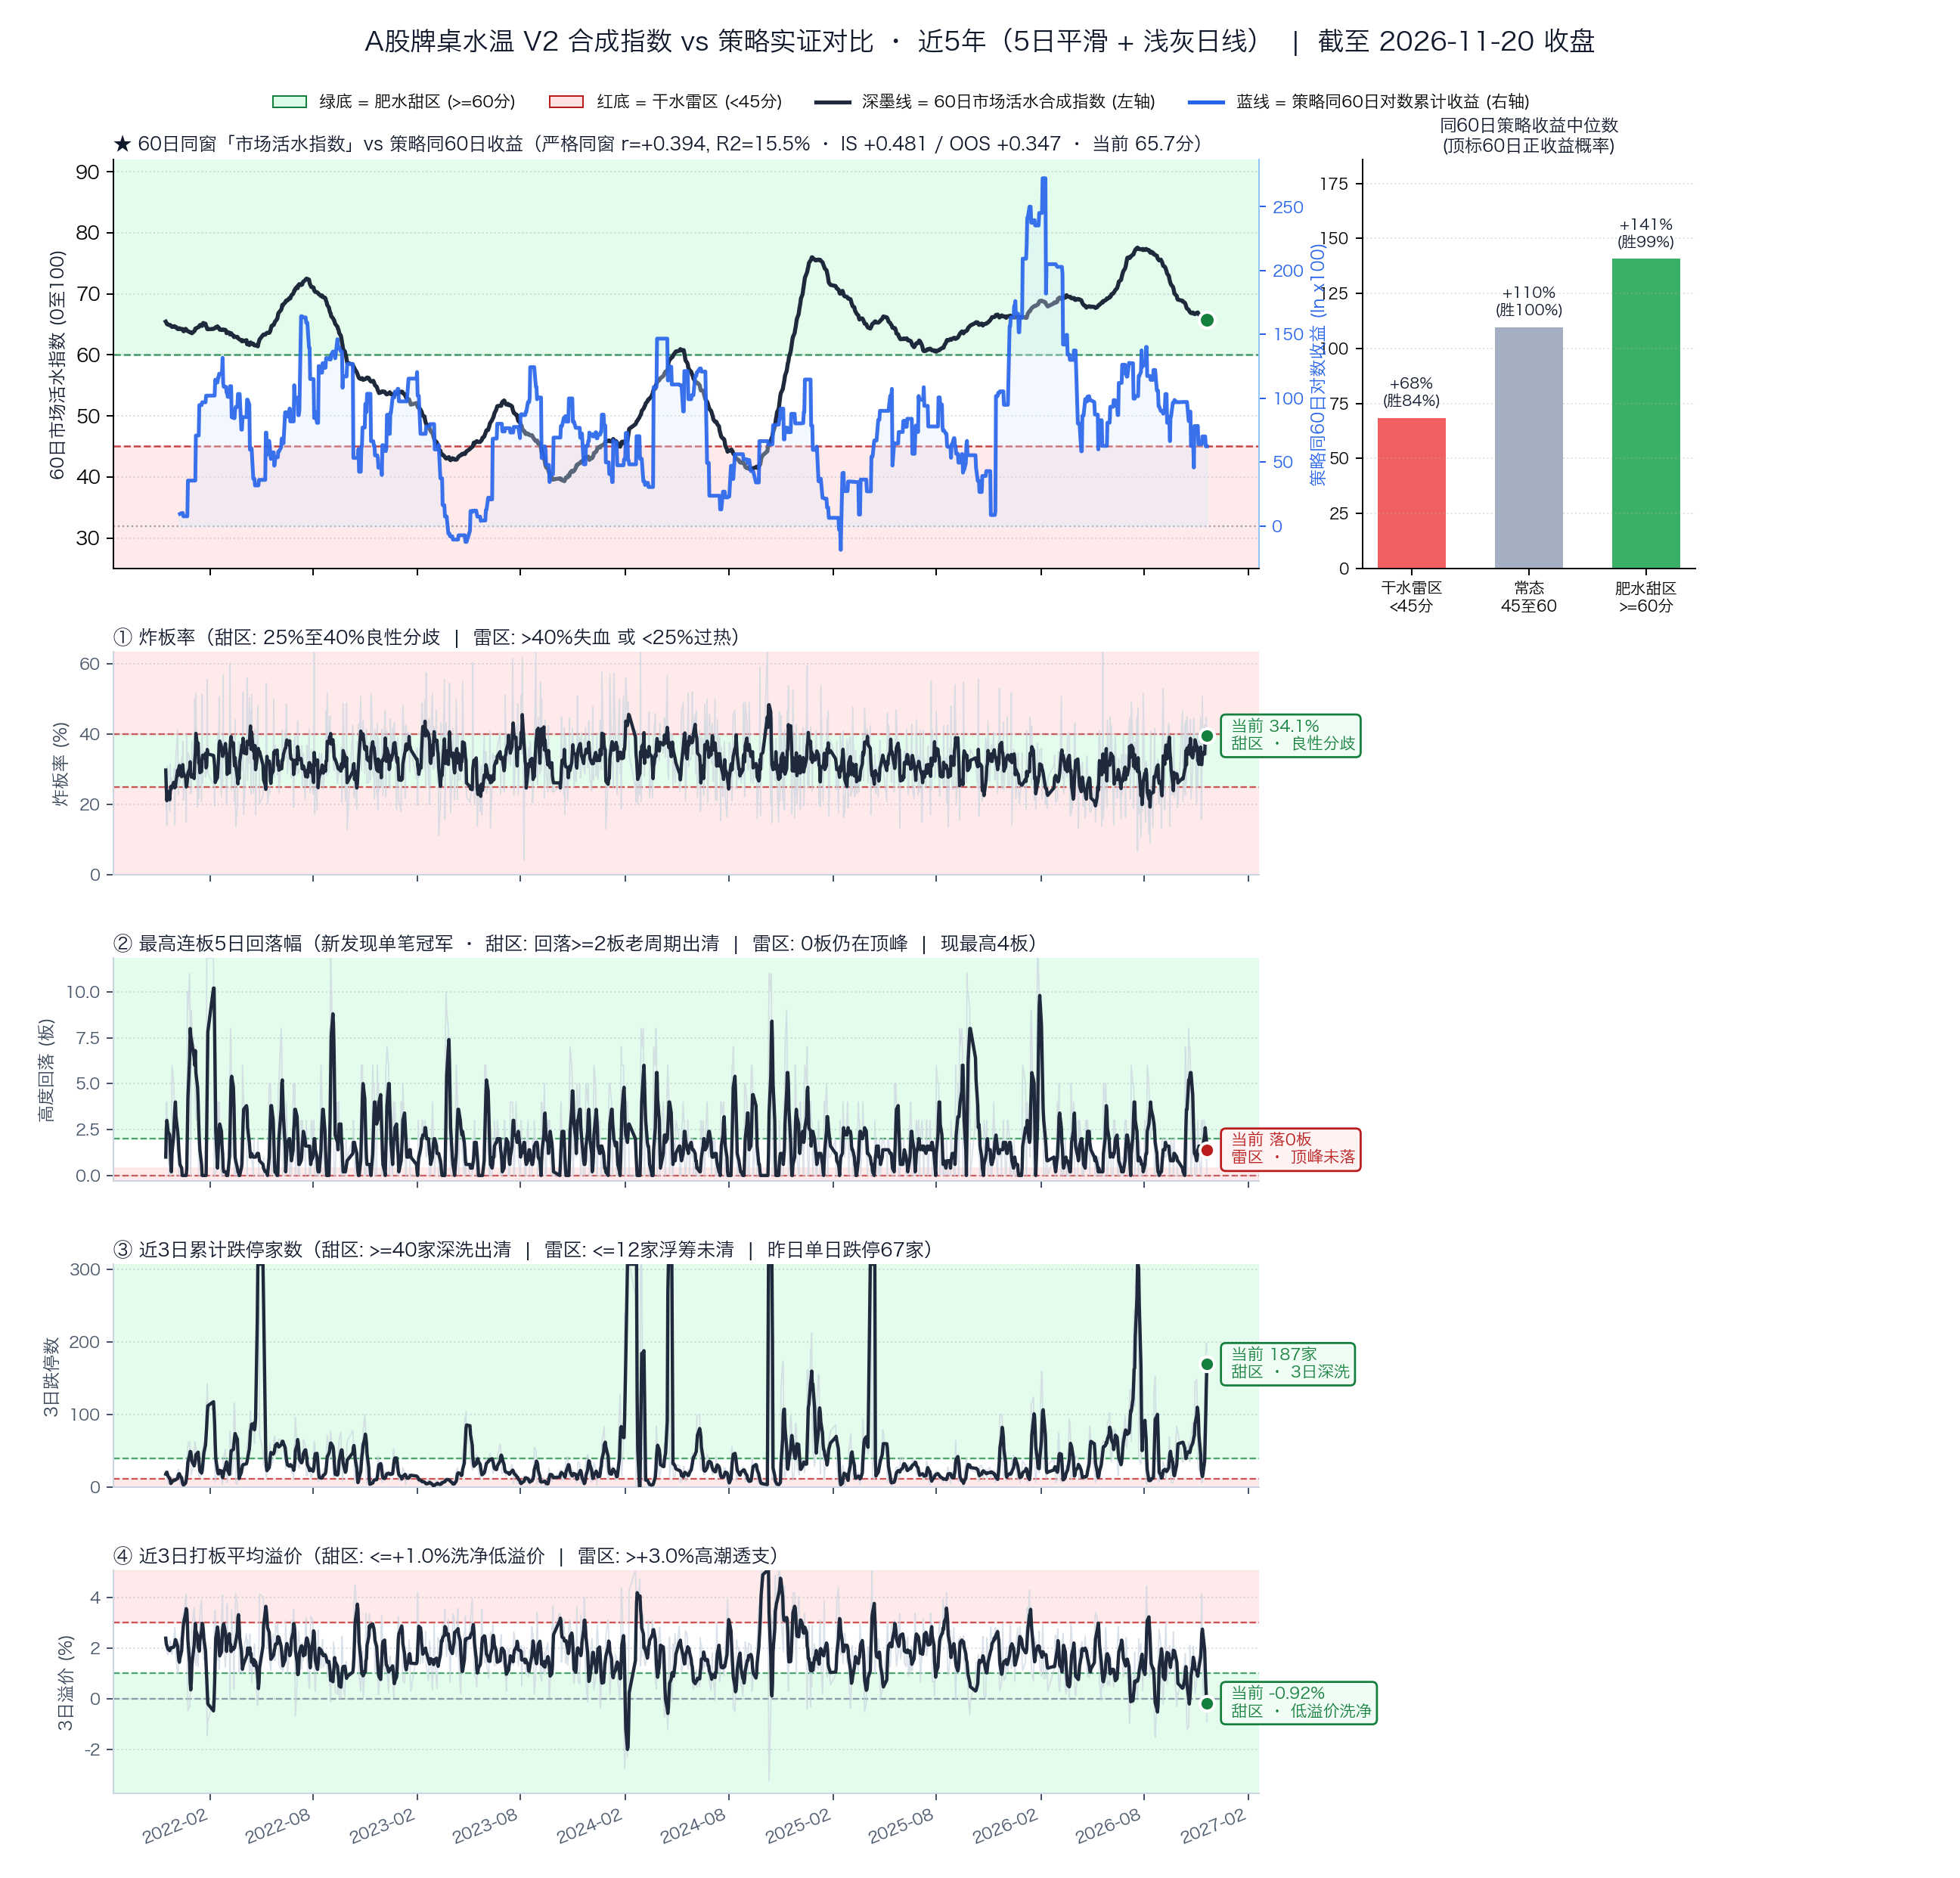 A股牌桌水温 V2 合成指数 vs 策略实证对比 · 近5年（5日平滑 + 浅灰日线） | 截至 2026-11-20 收盘
绿底 = 肥水甜区 (>=60分)
红底 = 干水雷区 (<45分)
深墨线 = 60日市场活水合成指数 (左轴)
蓝线 = 策略同60日对数累计收益 (右轴)
★ 60日同窗「市场活水指数」vs 策略同60日收益（严格同窗 r=+0.394, R2=15.5% · IS +0.481 / OOS +0.347 · 当前 65.7分）
60日市场活水指数 (0至100)
90
80
70
60
50
40
30
250
200
150
100
50
0
策略同60日对数收益 (ln x100)
同60日策略收益中位数
(顶标60日正收益概率)
175
150
125
100
75
50
25
0
+68%
(胜84%)
+110%
(胜100%)
+141%
(胜99%)
干水雷区
<45分
常态
45至60
肥水甜区
>=60分
① 炸板率（甜区: 25%至40%良性分歧 | 雷区: >40%失血 或 <25%过热）
炸板率 (%)
60
40
20
0
当前 34.1%
甜区 · 良性分歧
② 最高连板5日回落幅（新发现单笔冠军 · 甜区: 回落>=2板老周期出清 | 雷区: 0板仍在顶峰 | 现最高4板）
高度回落 (板)
10.0
7.5
5.0
2.5
0.0
当前 落0板
雷区 · 顶峰未落
③ 近3日累计跌停家数（甜区: >=40家深洗出清 | 雷区: <=12家浮筹未清 | 昨日单日跌停67家）
3日跌停数
300
200
100
0
当前 187家
甜区 · 3日深洗
④ 近3日打板平均溢价（甜区: <=+1.0%洗净低溢价 | 雷区: >+3.0%高潮透支）
3日溢价 (%)
4
2
0
-2
当前 -0.92%
甜区 · 低溢价洗净
2022-02
2022-08
2023-02
2023-08
2024-02
2024-08
2025-02
2025-08
2026-02
2026-08
2027-02